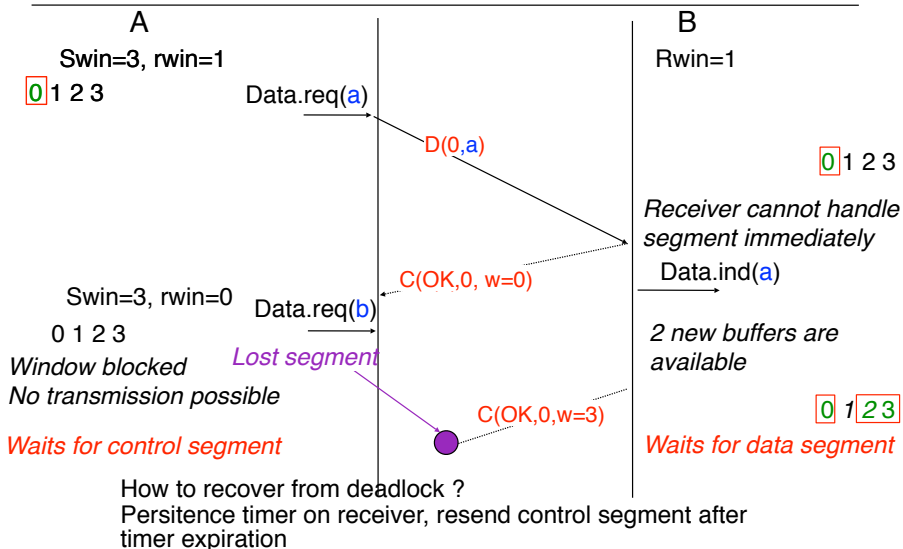 A
B
Swin=3, rwin=1
Rwin=1
0 1 2 3
Data.req(a)
D(0,a)
0 1 2 3
Receiver cannot handle
segment immediately
C(OK,0, w=0)
Data.ind(a)
Swin=3, rwin=0
Data.req(b)
0 1 2 3
2 new buffers are
available
Lost segment
Window blocked
No transmission possible
C(OK,0,w=3)
0 1 2 3
Waits for control segment
Waits for data segment
How to recover from deadlock ?
Persitence timer on receiver, resend control segment after
timer expiration